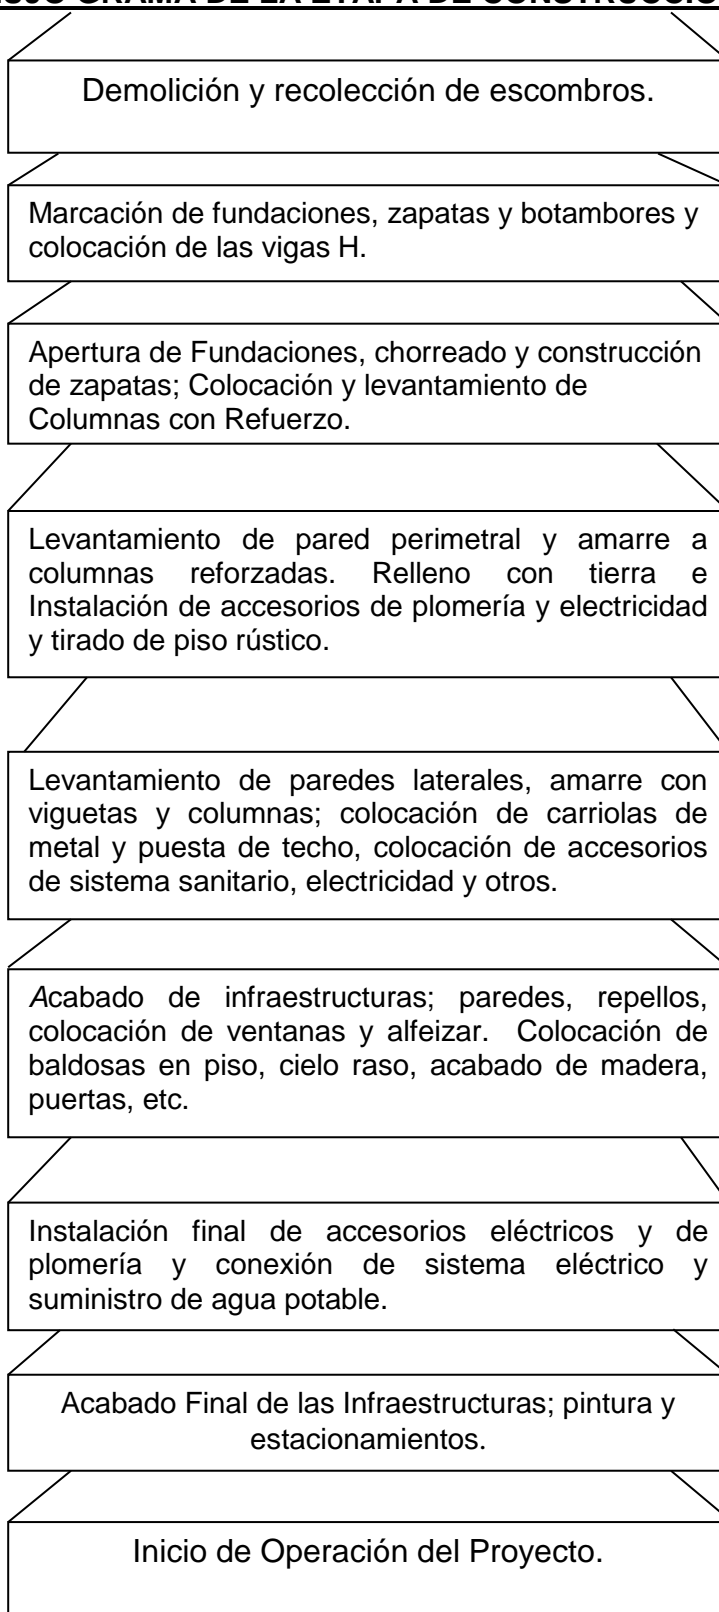 GRAMA DE LA ETAPA DE
Demolición y recolección de escombros.
Marcación de fundaciones, zapatas y botambores y
colocación de las vigas H.
Apertura de Fundaciones, chorreado y construcción
de zapatas; Colocación y levantamiento de
Columnas con Refuerzo.
Levantamiento de pared perimetral y amarre a
columnas reforzadas. Relleno con tierra e
Instalación de accesorios de plomería y electricidad
y tirado de piso rústico.
Levantamiento de paredes laterales, amarre con
viguetas y columnas; colocación de carriolas de
metal y puesta de techo, colocación de accesorios
de sistema sanitario, electricidad y otros.
Acabado de infraestructuras; paredes, repellos,
colocación de ventanas y alfeizar. Colocación de
baldosas en piso, cielo raso, acabado de madera,
puertas, etc.
Instalación final de accesorios eléctricos y de
plomería y conexión de sistema eléctrico y
suministro de agua potable.
Acabado Final de las Infraestructuras; pintura y
estacionamientos.
Inicio de Operación del Proyecto.